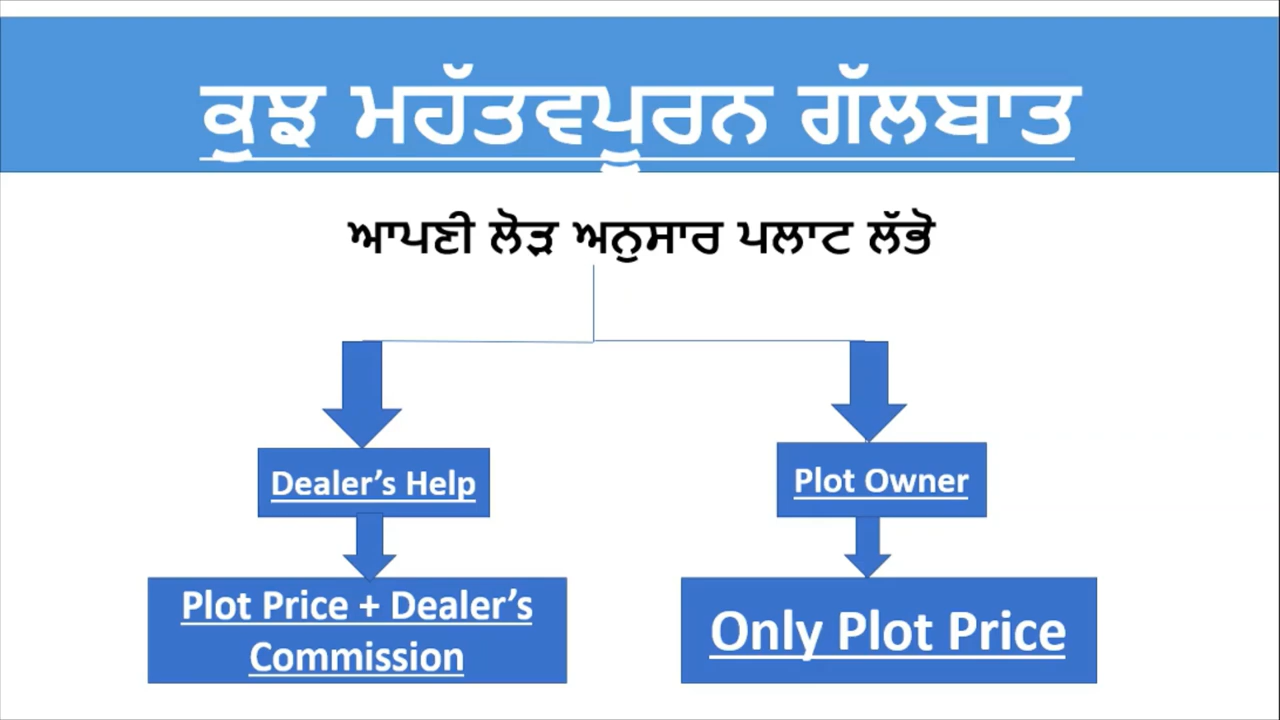 ਕੁਝ ਮਹੱਤਵਪੂਰਨ ਗੱਲਬਾਤ
ਆਪਣੀ ਲੋੜ ਅਨੁਸਾਰ ਪਲਾਟ ਲੱਭੋ
Dealer’s Help
Plot Owner
Plot Price + Dealer’s
Commission
Only Plot Price